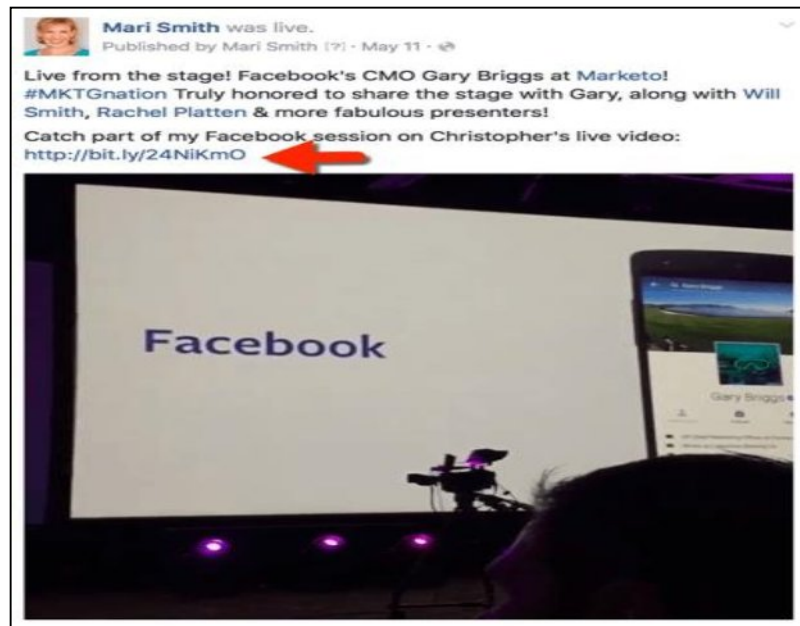 Mari Smith was live.
Published by Mari Smith [?] · May 11 ·
Live from the stage! Facebook's CMO Gary Briggs at Marketo!
#MKTGnation Truly honored to share the stage with Gary, along with Will
Smith, Rachel Platten & more fabulous presenters!
Catch part of my Facebook session on Christopher's live video:
http://bit.ly/24NiKmO
Facebook
Gary Briggs